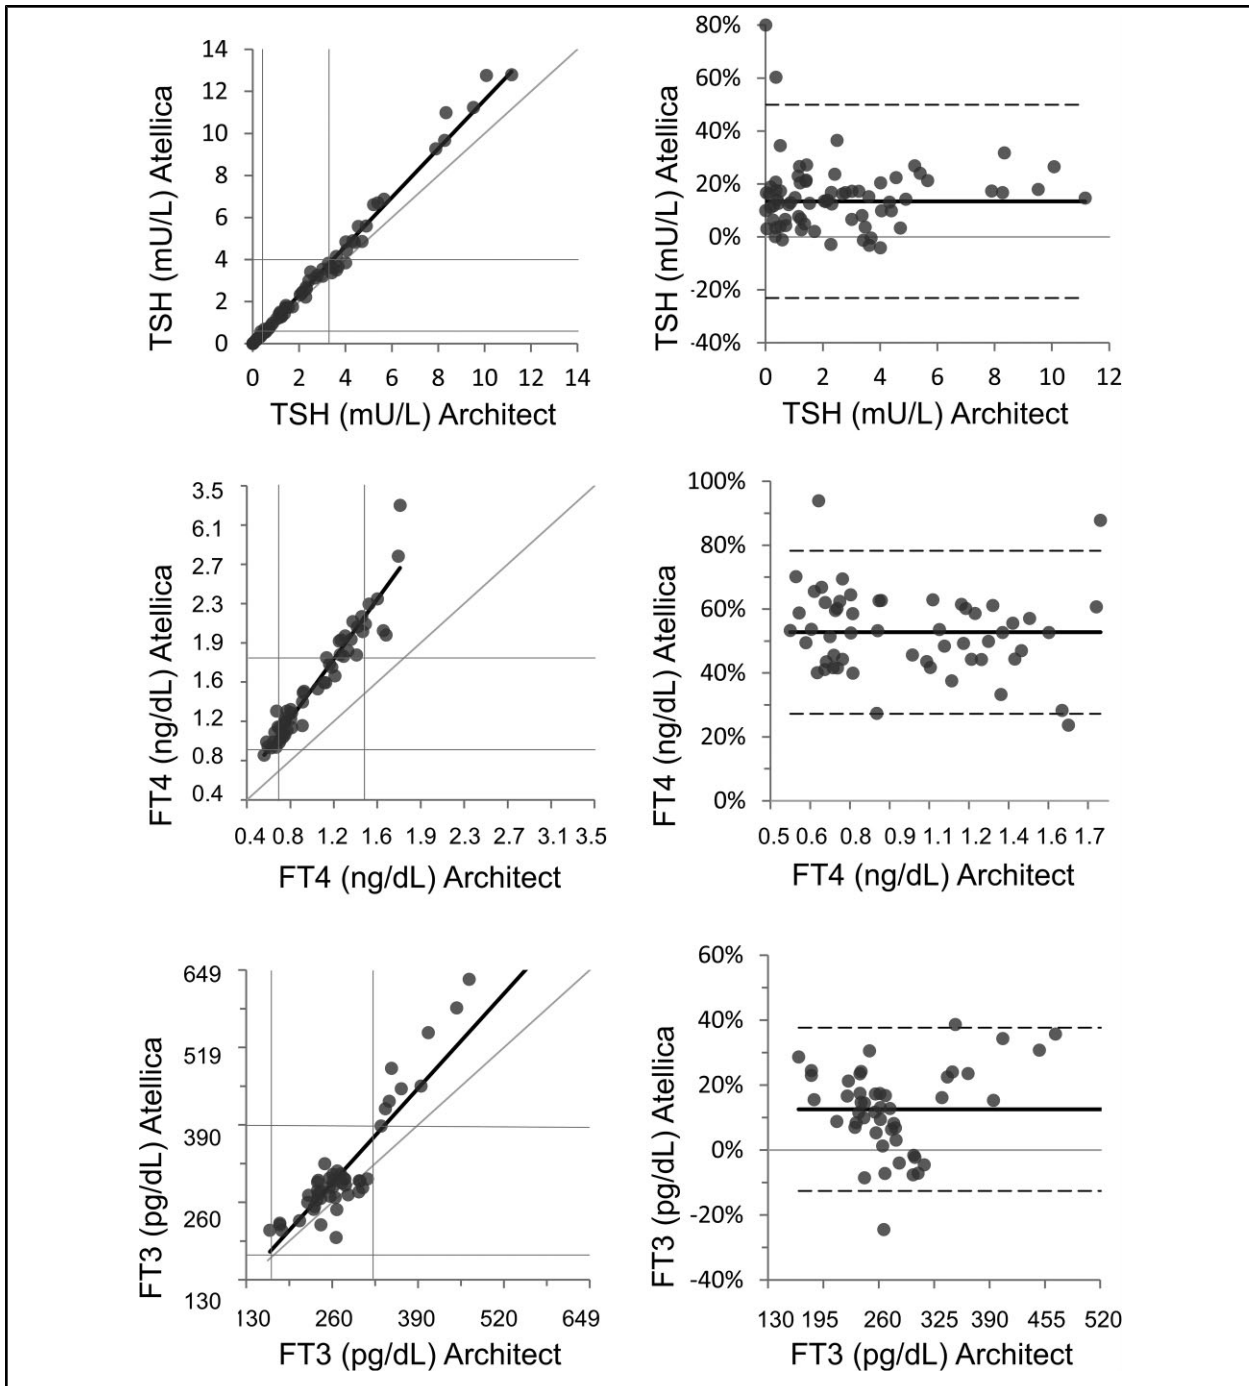 TSH (mU/L) Atellica
14
12
10
8
6
4
2
0
0 2 4 6 8 10 12 14
TSH (mU/L) Architect
TSH (mU/L) Atellica
80%
60%
40%
20%
0%
-20%
-40%
0 2 4 6 8 10 12
TSH (mU/L) Architect
FT4 (ng/dL) Atellica
3.5
6.1
2.7
2.3
1.9
1.6
1.2
0.8
0.4
0.4 0.8 1.2 1.6 1.9 2.3 2.7 3.1 3.5
FT4 (ng/dL) Architect
FT4 (ng/dL) Atellica
100%
80%
60%
40%
20%
0%
0.5 0.6 0.8 0.9 1.1 1.2 1.4 1.6 1.7
FT4 (ng/dL) Architect
FT3 (pg/dL) Atellica
649
519
390
260
130
130 260 390 520 649
FT3 (pg/dL) Architect
FT3 (pg/dL) Atellica
60%
40%
20%
0%
-20%
-40%
130 195 260 325 390 455 520
FT3 (pg/dL) Architect